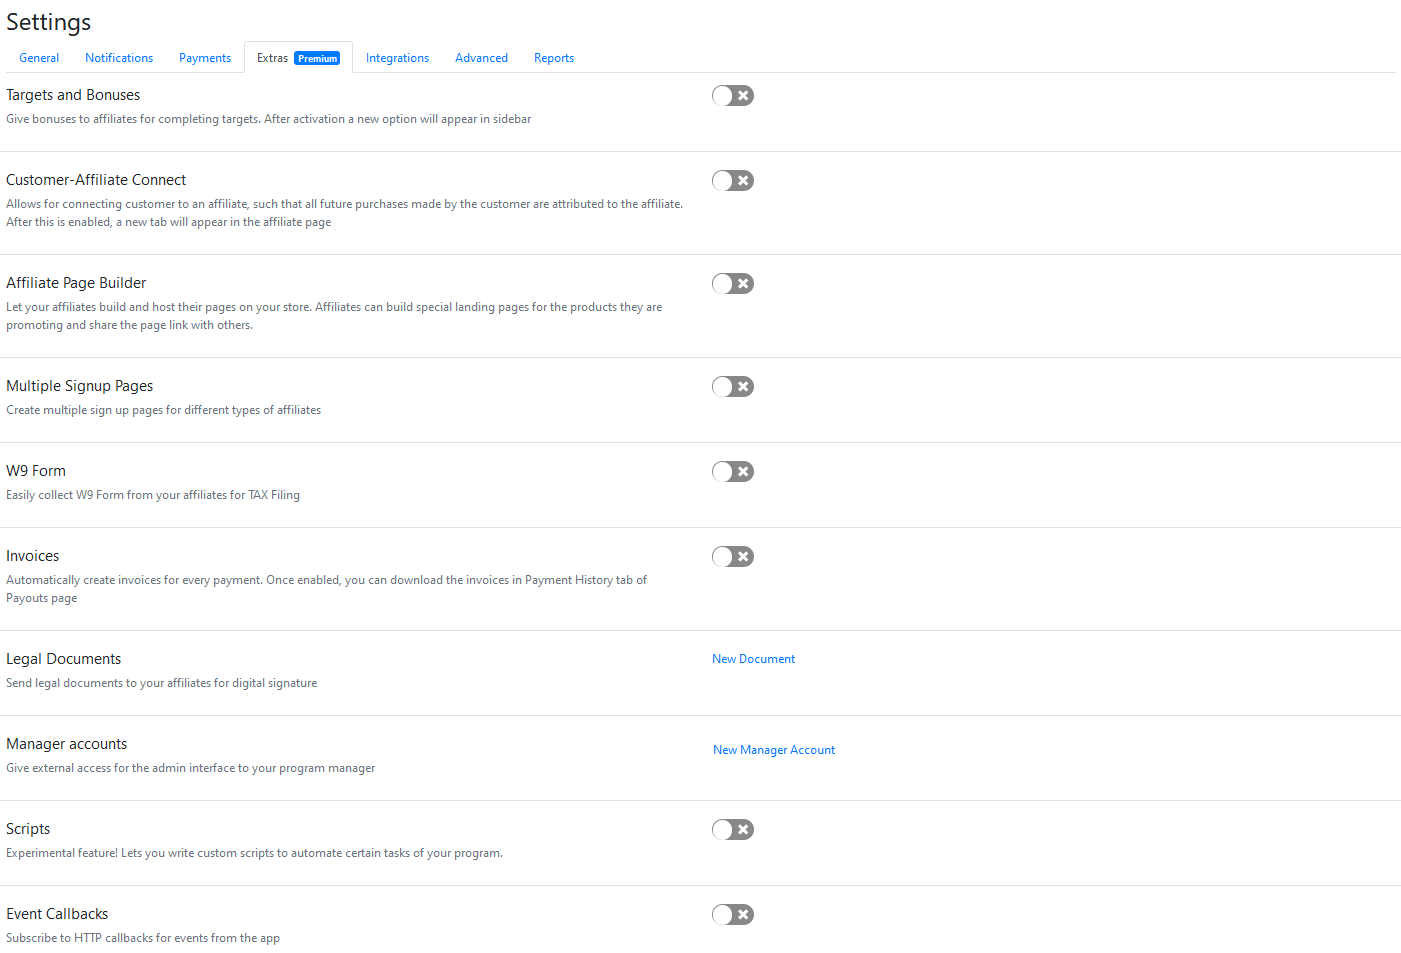 Settings
General Notifications Payments Extras Premium Integrations Advanced Reports
Targets and Bonuses
Give bonuses to affiliates for completing targets. After activation a new option will appear in sidebar
Customer-Affiliate Connect
Allows for connecting customer to an affiliate, such that all future purchases made by the customer are attributed to the affiliate.
After this is enabled, a new tab will appear in the affiliate page
Affiliate Page Builder
Let your affiliates build and host their pages on your store. Affiliates can build special landing pages for the products they are
promoting and share the page link with others.
Multiple Signup Pages
Create multiple sign up pages for different types of affiliates
W9 Form
Easily collect W9 Form from your affiliates for TAX Filing
Invoices
Automatically create invoices for every payment. Once enabled, you can download the invoices in Payment History tab of
Payouts page
Legal Documents
New Document
Send legal documents to your affiliates for digital signature
Manager accounts
New Manager Account
Give external access for the admin interface to your program manager
Scripts
Experimental feature! Lets you write custom scripts to automate certain tasks of your program.
Event Callbacks
Subscribe to HTTP callbacks for events from the app